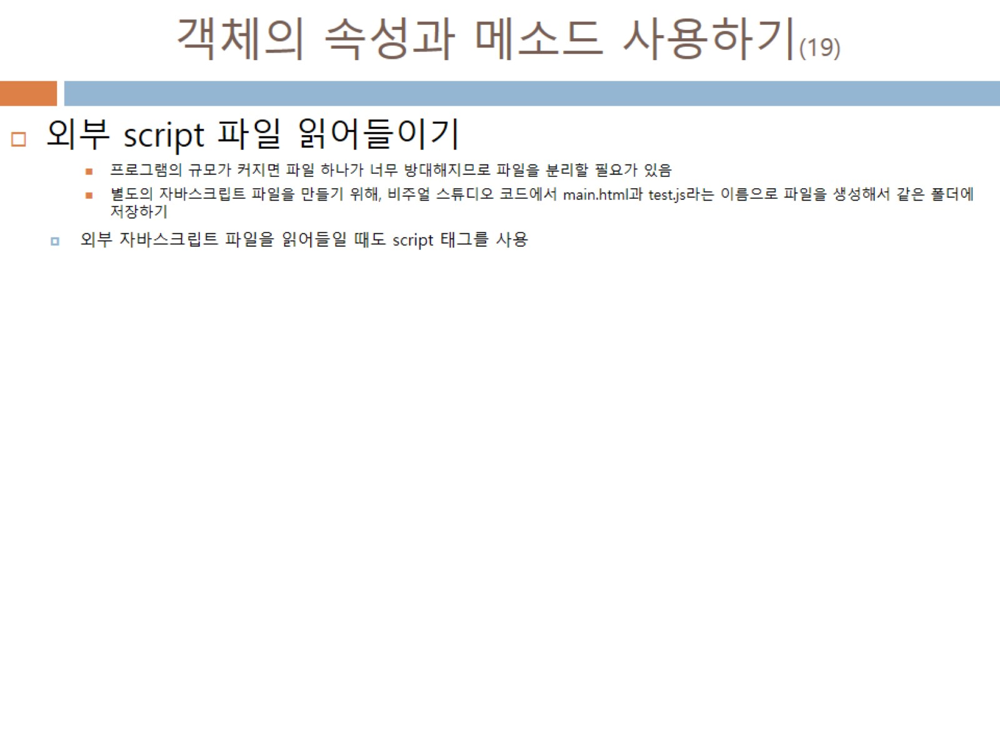 객체의 속성과 메소드 사용하기(19)
외부 script 파일 읽어들이기
프로그램의 규모가 커지면 파일 하나가 너무 방대해지므로 파일을 분리할 필요가 있음
별도의 자바스크립트 파일을 만들기 위해, 비주얼 스튜디오 코드에서 main.html과 test.js라는 이름으로 파일을 생성해서 같은 폴더에
저장하기
외부 자바스크립트 파일을 읽어들일 때도 script 태그를 사용